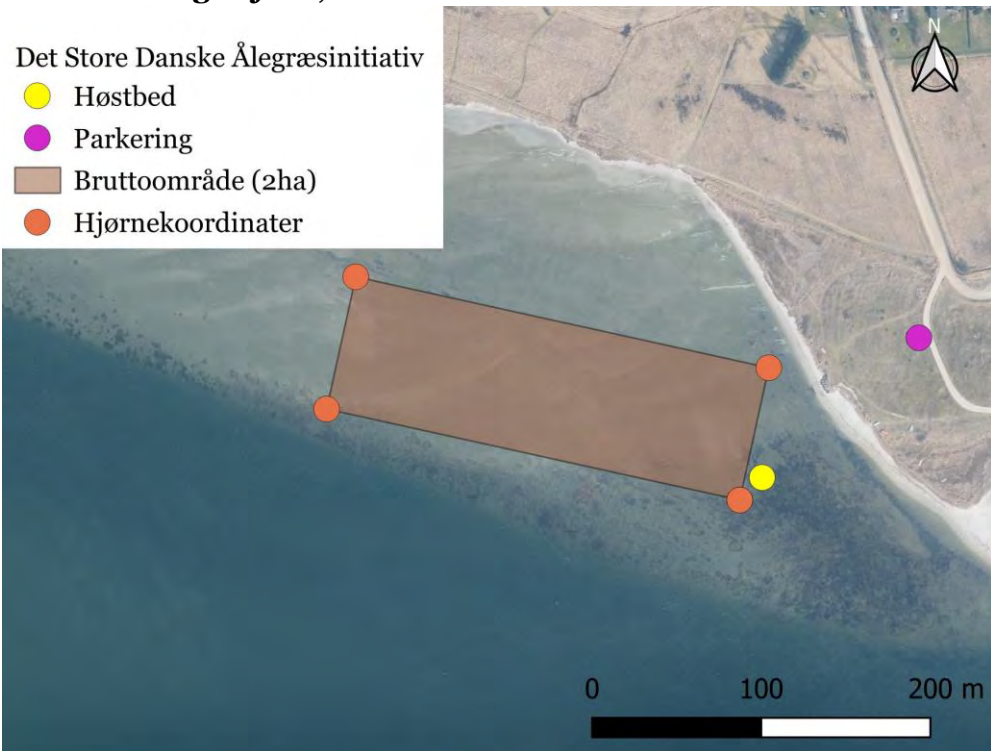 Det Store Danske Ålegræsinitiativ
Høstbed
Parkering
Bruttoområde (2ha)
Hjørnekoordinater
N
0 100 200 m